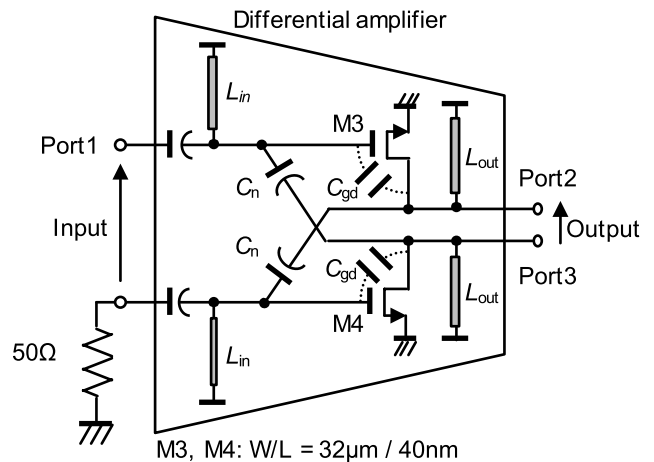 Differential amplifier
Lin
M3
Port1
Cn
Cgd
Lout
Port2
Input
Output
Cn
Cgd
Port3
Lout
50Ω
Lin
M4
M3, M4: W/L = 32μm / 40nm